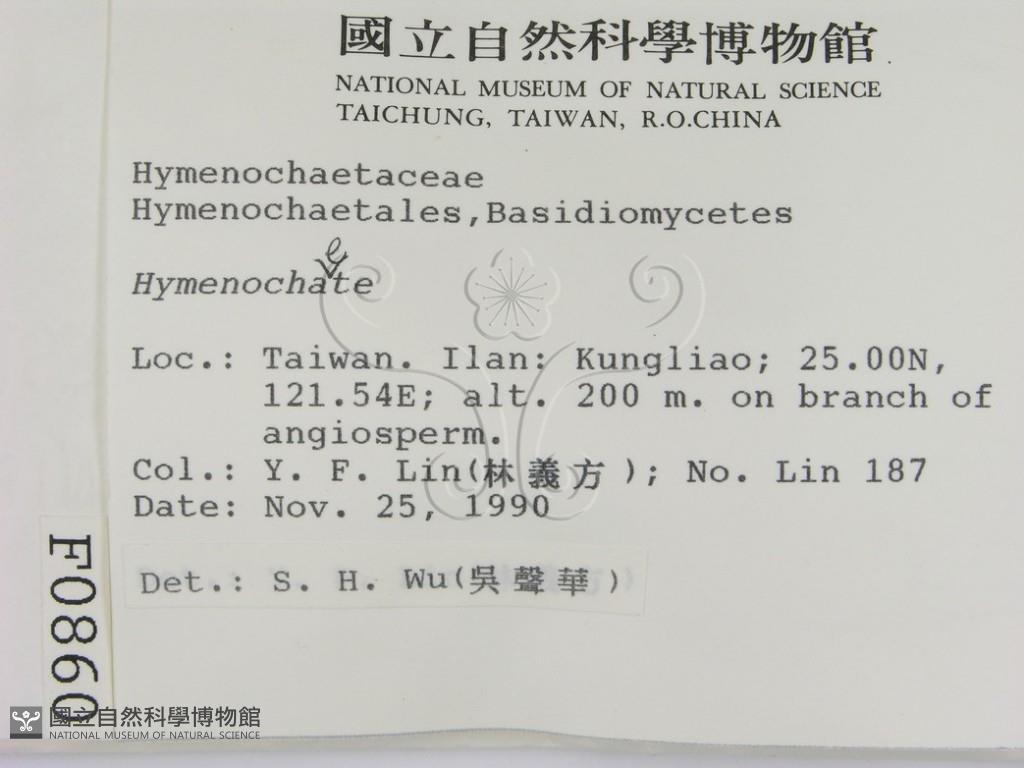 國立自然科學博物館
NATIONAL MUSEUM OF NATURAL SCIENCE
TAICHUNG, TAIWAN, R.O.CHINA
Hymenochaetaceae
Hymenochaetales,Basidiomycetes
e
Hymenochate
Loc.: Taiwan. Ilan: Kungliao; 25.00N,
121.54E; alt. 200 m. on branch of
angiosperm.
Col.: Y. F. Lin(林義方); No. Lin 187
Date: Nov. 25, 1990
Det.: S. H. Wu(吳聲華)
F0860
國立自然科學博物館
NATIONAL MUSEUM OF NATURAL SCIENCE